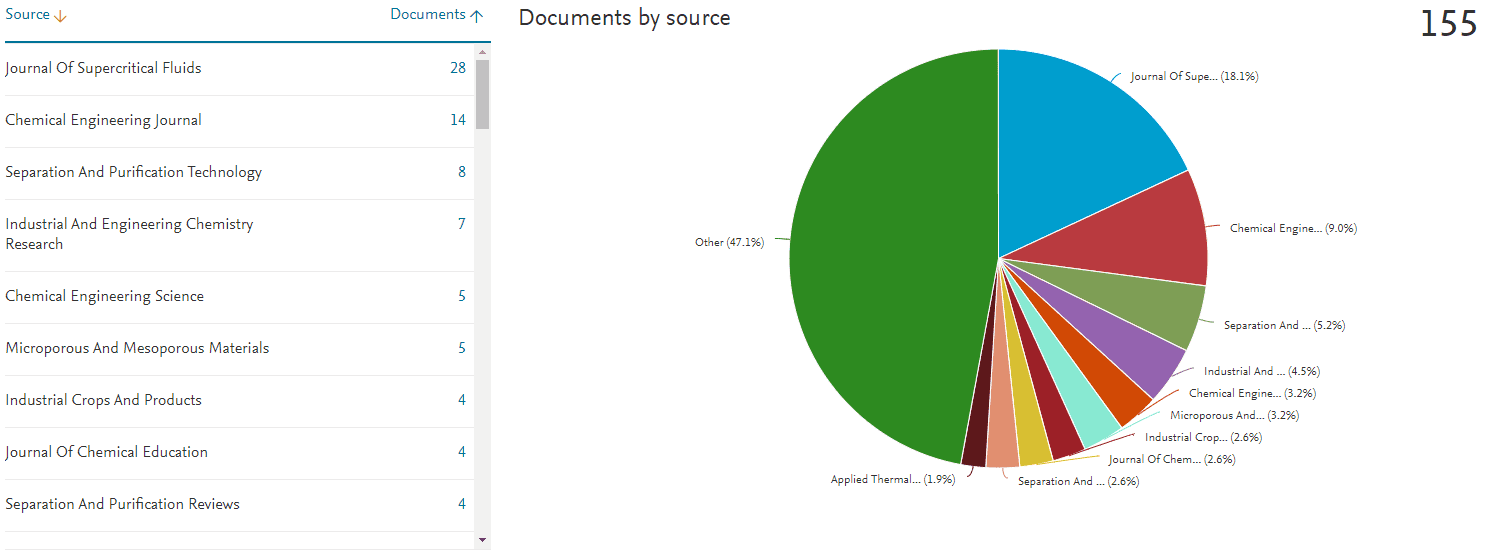 Source
Documents
Journal Of Supercritical Fluids 28
Chemical Engineering Journal 14
Separation And Purification Technology 8
Industrial And Engineering Chemistry 7
Research
Chemical Engineering Science 5
Microporous And Mesoporous Materials 5
Industrial Crops And Products 4
Journal Of Chemical Education 4
Separation And Purification Reviews 4
Documents by source
155
Journal Of Supe... (18.1%)
Chemical Engine... (9.0%)
Separation And ... (5.2%)
Industrial And ... (4.5%)
Chemical Engine... (3.2%)
Microporous And... (3.2%)
Industrial Crop... (2.6%)
Journal Of Chem... (2.6%)
Separation And ... (2.6%)
Applied Thermal... (1.9%)
Other (47.1%)